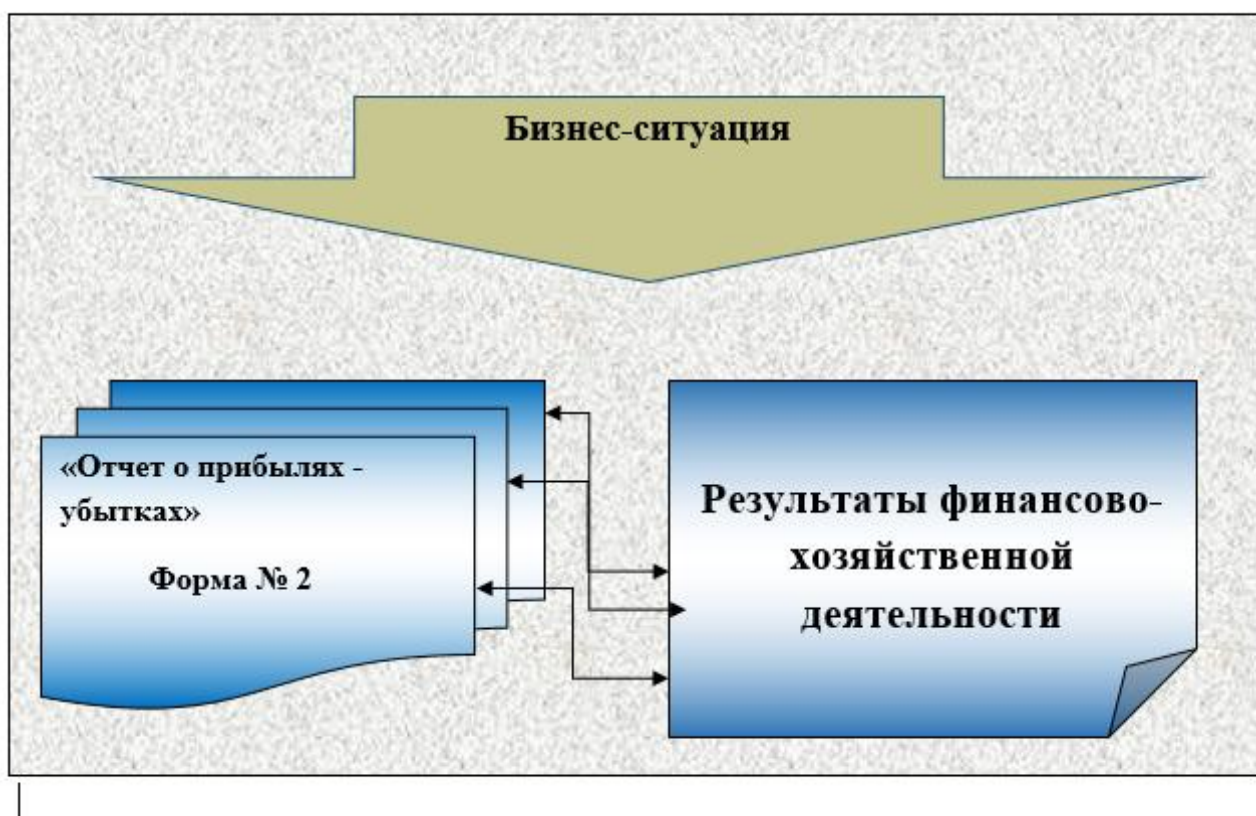 Бизнес-ситуация
«Отчет о прибылях -
убытках»
Форма № 2
Результаты финансово-
хозяйственной
деятельности